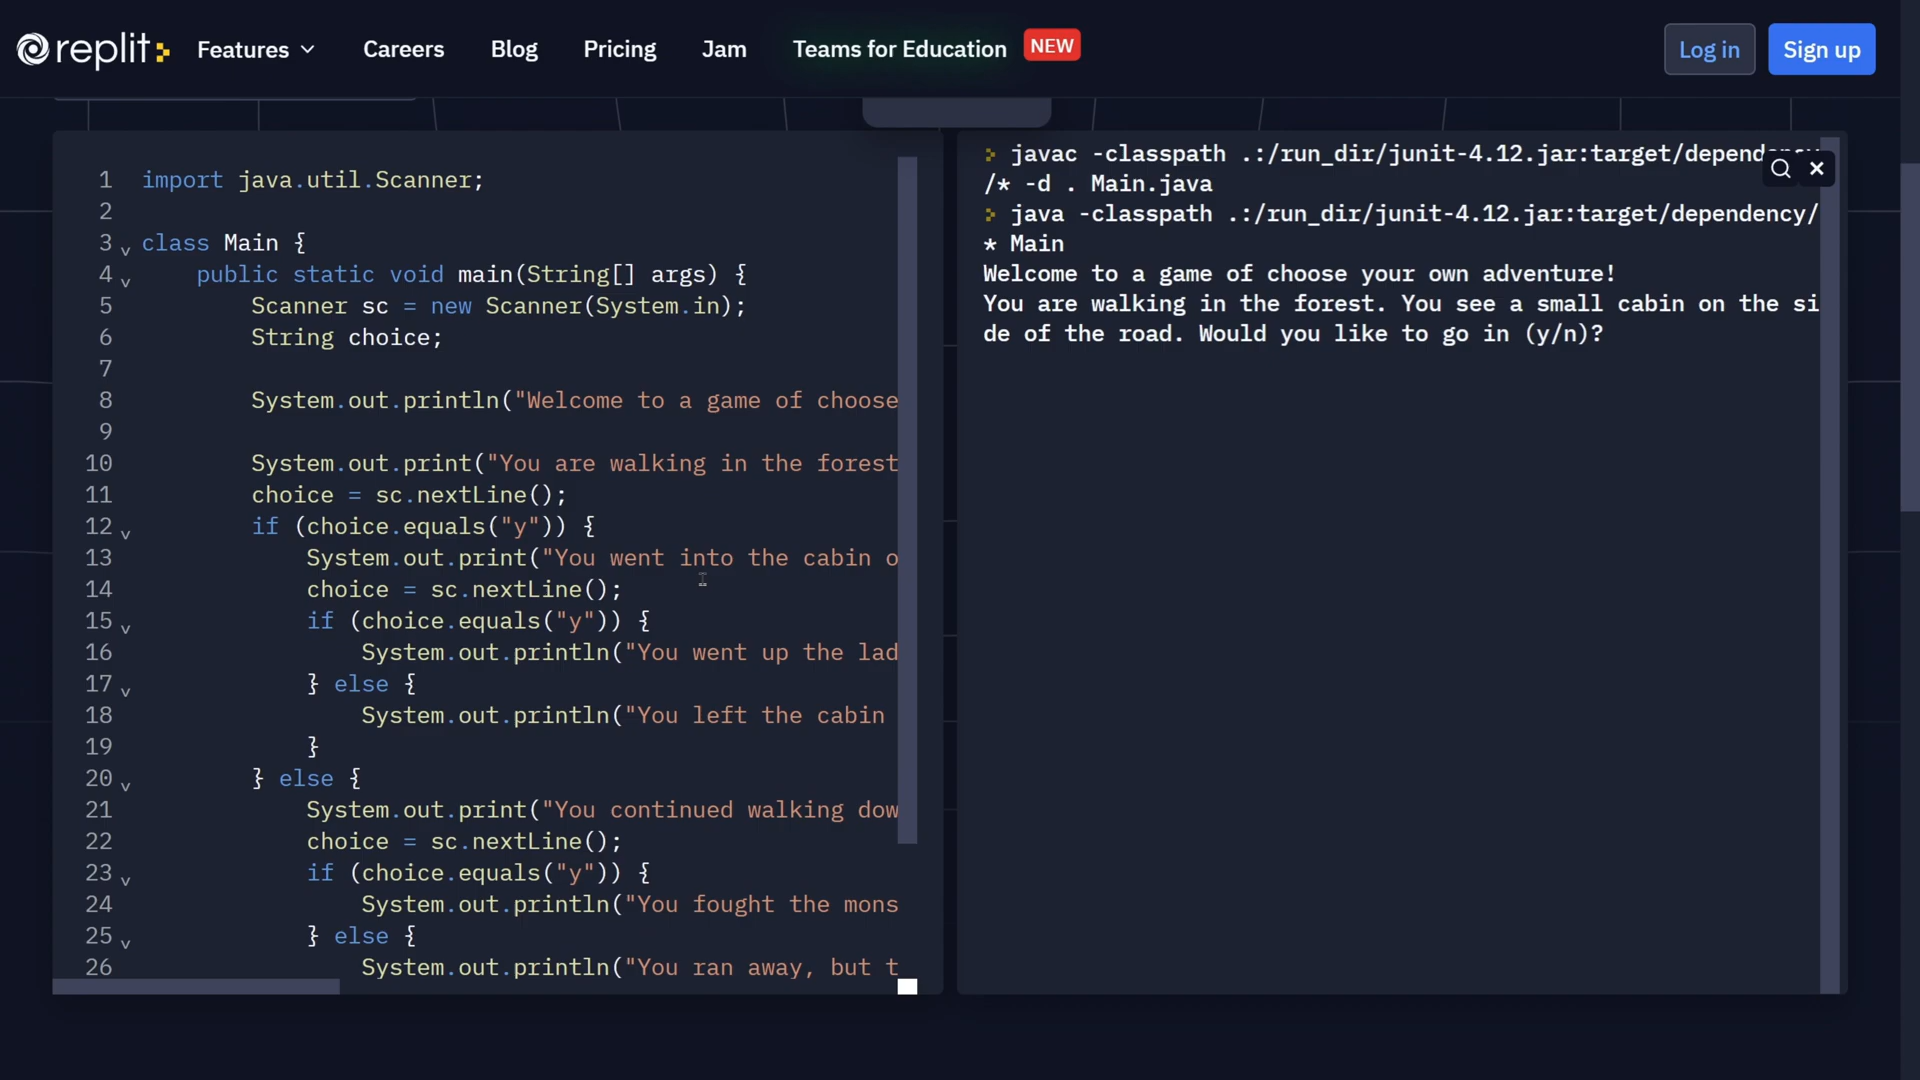 replit
Features
Careers
Blog
Pricing
Jam
Teams for Education
NEW
Log in
Sign up
1 import java.util.Scanner;
2
3 class Main {
4 public static void main(String[] args) {
5 Scanner sc = new Scanner(System.in);
6 String choice;
7
8 System.out.println("Welcome to a game of choose
9
10 System.out.print("You are walking in the forest
11 choice = sc.nextLine();
12 if (choice.equals("y")) {
13 System.out.print("You went into the cabin o
14 choice = sc.nextLine();
15 if (choice.equals("y")) {
16 System.out.println("You went up the lad
17 } else {
18 System.out.println("You left the cabin
19 }
20 } else {
21 System.out.print("You continued walking dow
22 choice = sc.nextLine();
23 if (choice.equals("y")) {
24 System.out.println("You fought the mons
25 } else {
26 System.out.println("You ran away, but t
javac -classpath .:/run_dir/junit-4.12.jar:target/dependency
/* -d . Main.java
java -classpath .:/run_dir/junit-4.12.jar:target/dependency/
* Main
Welcome to a game of choose your own adventure!
You are walking in the forest. You see a small cabin on the si
de of the road. Would you like to go in (y/n)?